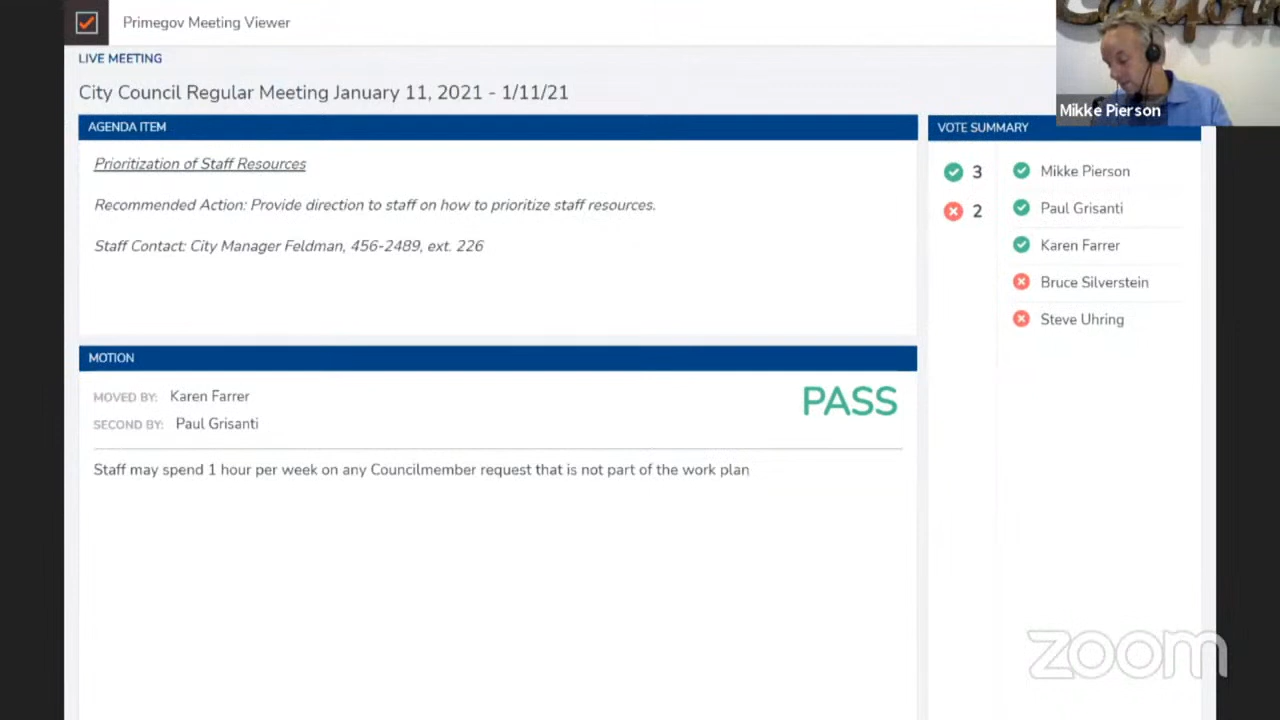 Primegov Meeting Viewer
LIVE MEETING
City Council Regular Meeting January 11, 2021 - 1/11/21
Mikke Pierson
AGENDA ITEM
Prioritization of Staff Resources
Recommended Action: Provide direction to staff on how to prioritize staff resources.
Staff Contact: City Manager Feldman, 456-2489, ext. 226
VOTE SUMMARY
3
2
Mikke Pierson
Paul Grisanti
Karen Farrer
Bruce Silverstein
Steve Uhring
MOTION
MOVED BY: Karen Farrer
SECOND BY: Paul Grisanti
PASS
Staff may spend 1 hour per week on any Councilmember request that is not part of the work plan
zoom